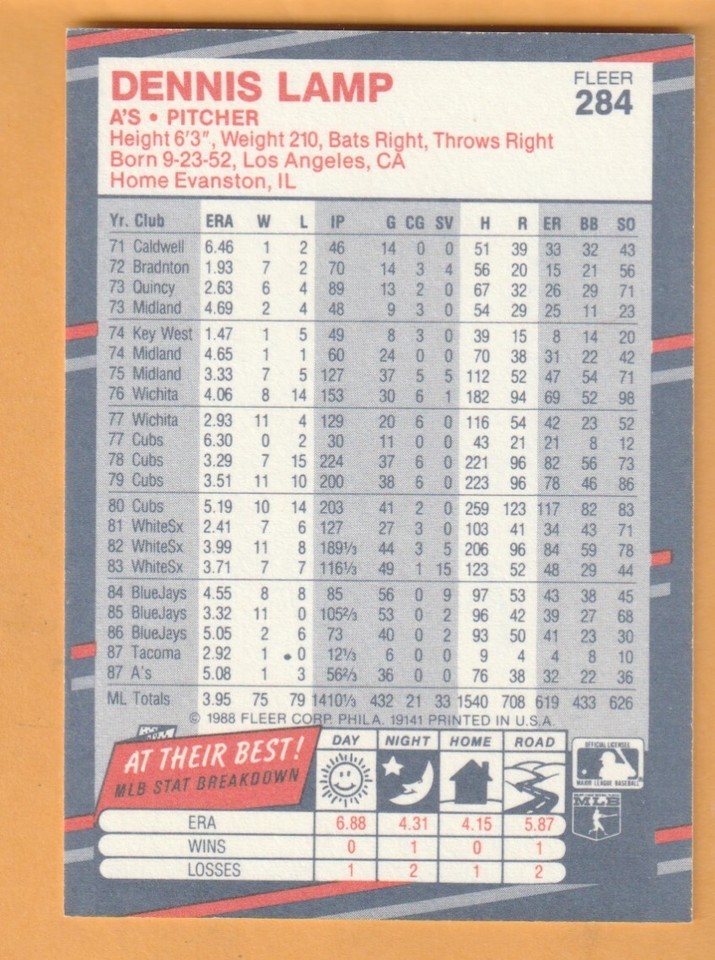 DENNIS LAMP
FLEER
284
A'S • PITCHER
Height 6'3", Weight 210, Bats Right, Throws Right
Born 9-23-52, Los Angeles, CA
Home Evanston, IL
Yr. Club ERA W L IP G CG SV H R ER BB SO
71 Caldwell 6.46 1 2 46 14 0 0 51 39 33 32 43
72 Bradnton 1.93 7 2 70 14 3 4 56 20 15 21 56
73 Quincy 2.63 6 4 89 13 2 0 67 32 26 29 71
73 Midland 4.69 2 4 48 9 3 0 54 29 25 11 23
74 Key West 1.47 1 5 49 8 3 0 39 15 8 14 20
74 Midland 4.65 1 1 60 24 0 0 70 38 31 22 42
75 Midland 3.33 7 5 127 37 5 5 112 52 47 54 71
76 Wichita 4.06 8 14 153 30 6 1 182 94 69 52 98
77 Wichita 2.93 11 4 129 20 6 0 116 54 42 23 52
77 Cubs 6.30 0 2 30 11 0 0 43 21 21 8 12
78 Cubs 3.29 7 15 224 37 6 0 221 96 82 56 73
79 Cubs 3.51 11 10 200 38 6 0 223 96 78 46 86
80 Cubs 5.19 10 14 203 41 2 0 259 123 117 82 83
81 WhiteSx 2.41 7 6 127 27 3 0 103 41 34 43 71
82 WhiteSx 3.99 11 8 189⅓ 44 3 5 206 96 84 59 78
83 WhiteSx 3.71 7 7 116⅓ 49 1 15 123 52 48 29 44
84 BlueJays 4.55 8 8 85 56 0 9 97 53 43 38 45
85 BlueJays 3.32 11 0 105⅔ 53 0 2 96 42 39 27 68
86 BlueJays 5.05 2 6 73 40 0 2 93 50 41 23 30
87 Tacoma 2.92 1 0 12⅓ 6 0 0 9 4 4 8 10
87 A's 5.08 1 3 56⅔ 36 0 0 76 38 32 22 36
ML Totals 3.95 75 79 1410⅓ 432 21 33 1540 708 619 433 626
© 1988 FLEER CORP. PHILA. 19141 PRINTED IN U.S.A.
AT THEIR BEST!
MLB STAT BREAKDOWN
DAY NIGHT HOME ROAD
ERA 6.88 4.31 4.15 5.87
WINS 0 1 0 1
LOSSES 1 2 1 2
OFFICIAL LICENSEE
MAJOR LEAGUE BASEBALL
MLB